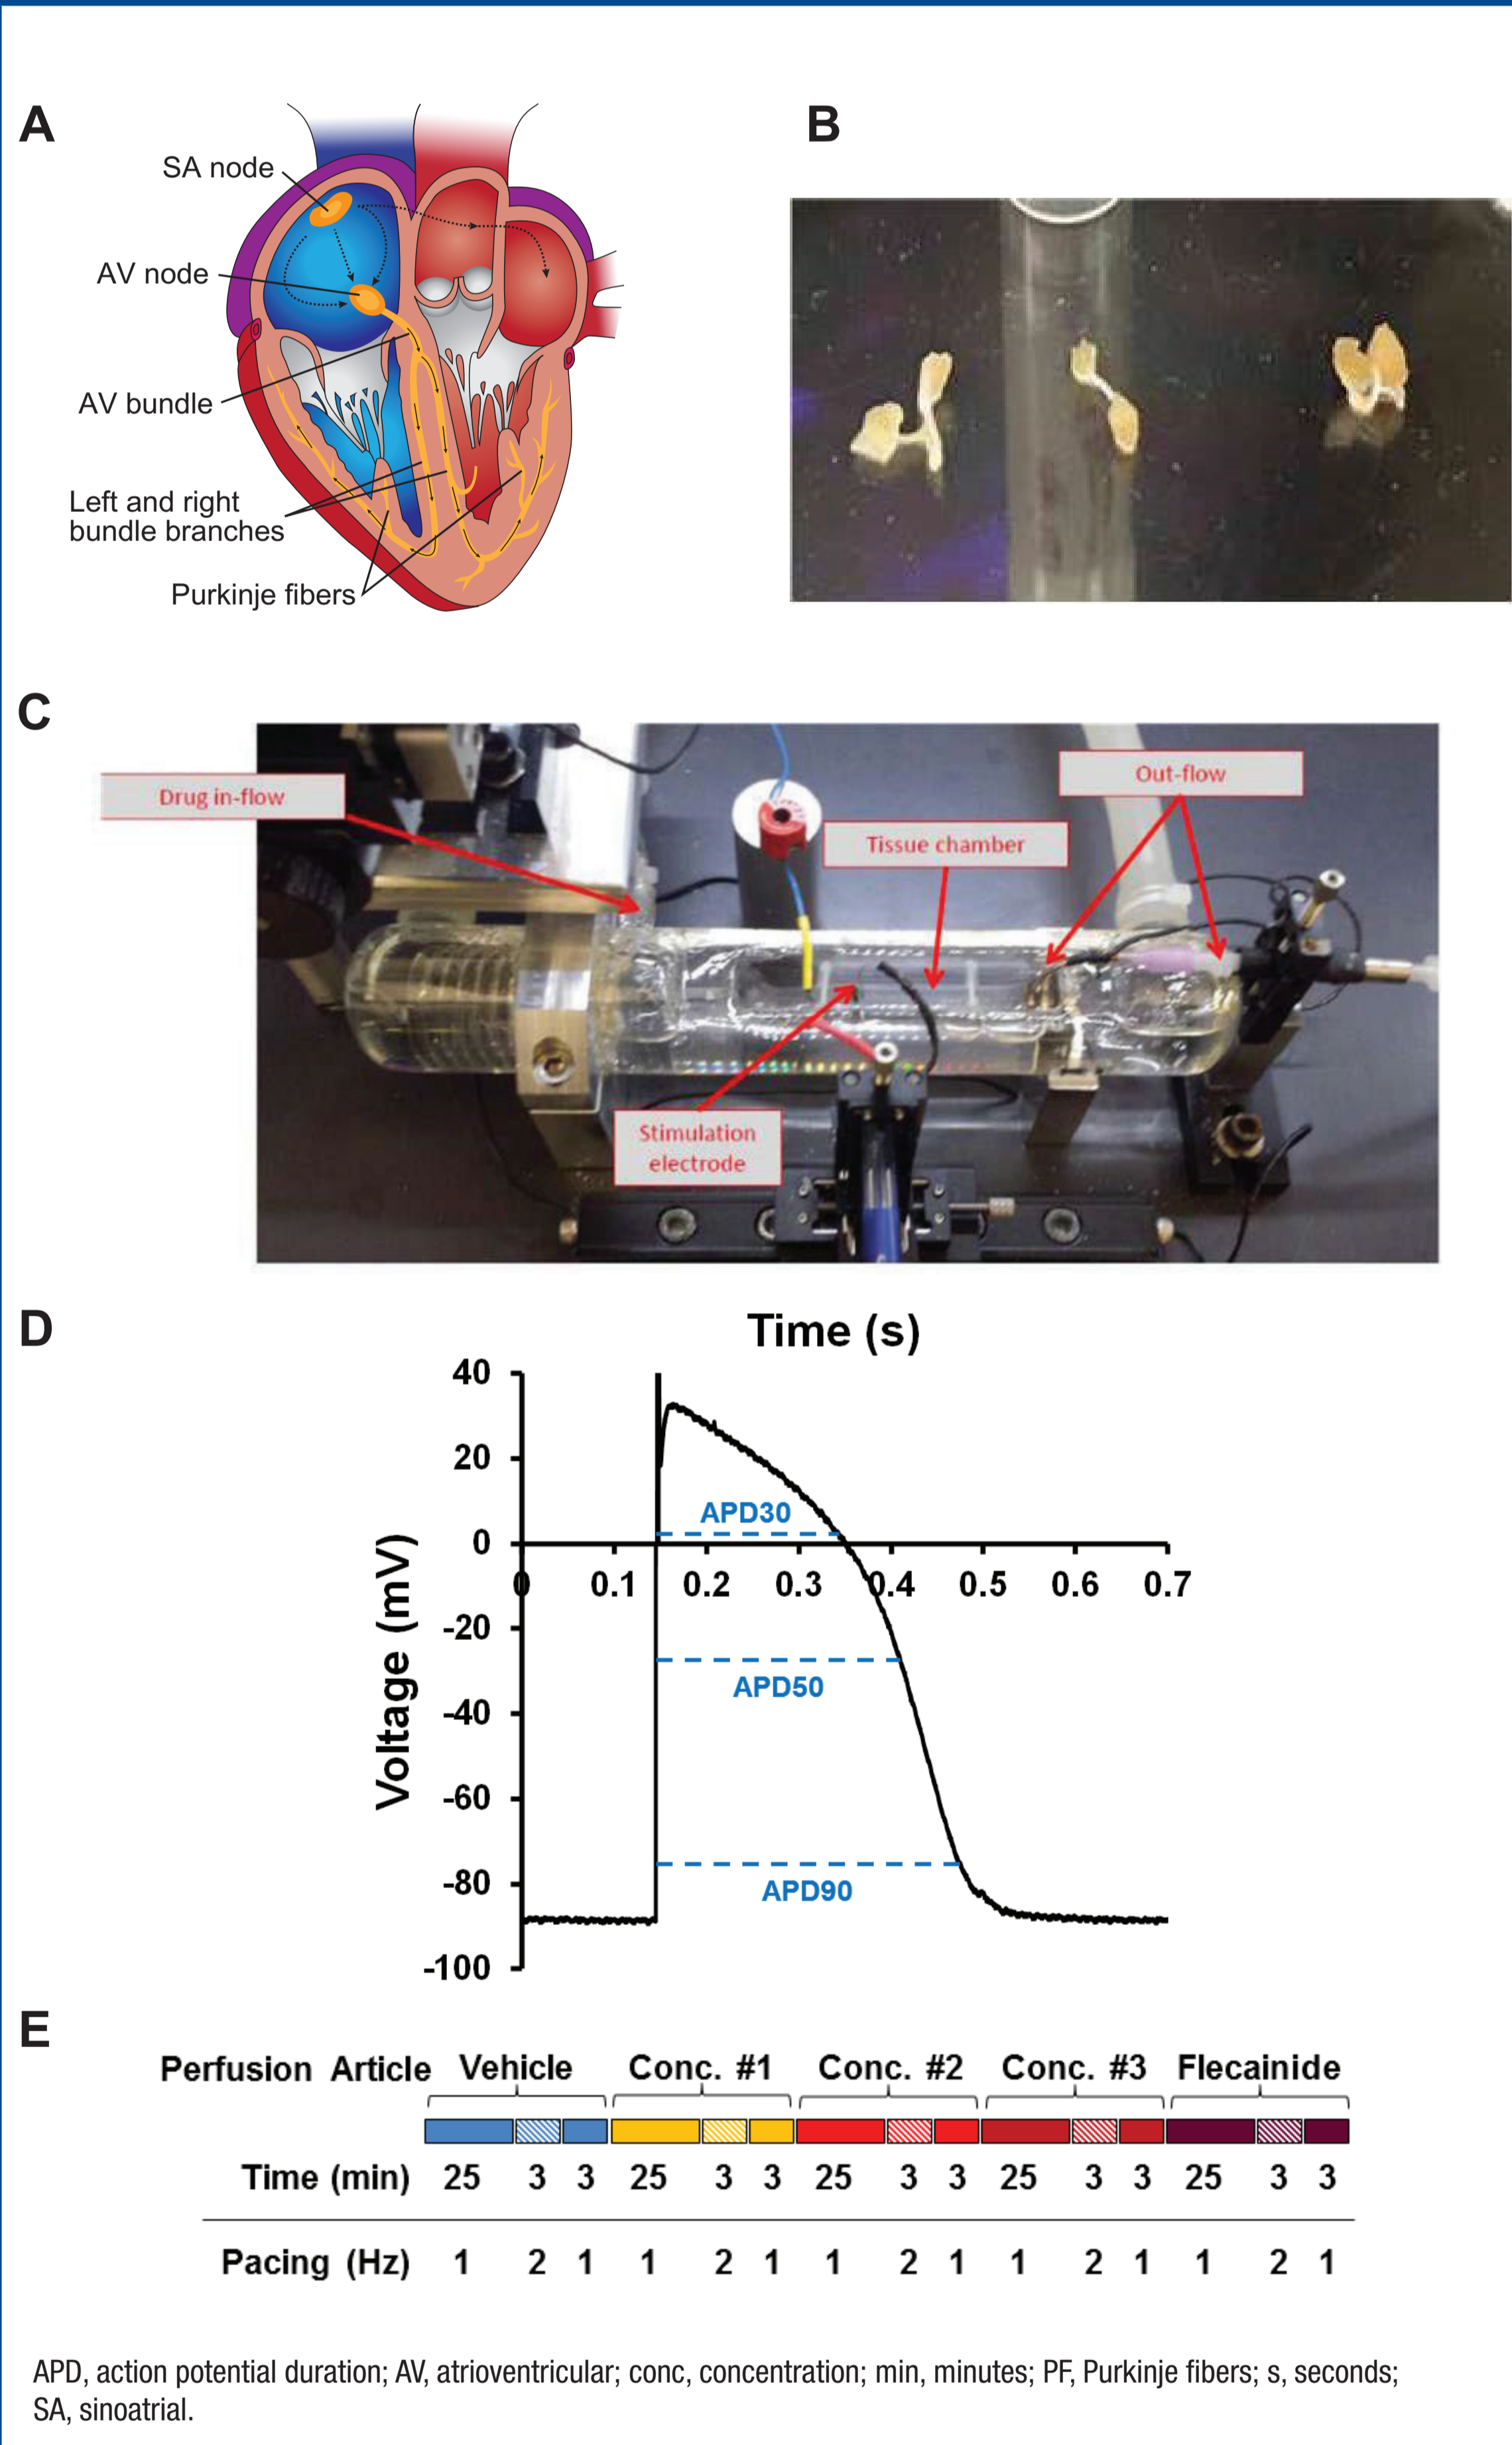 A
SA node
AV node
AV bundle
Left and right
bundle branches
Purkinje fibers
B
C
Drug in-flow
Out-flow
Tissue chamber
Stimulation
electrode
D
Time (s)
Voltage (mV)
40
20
0
-20
-40
-60
-80
-100
0 0.1 0.2 0.3 0.4 0.5 0.6 0.7
APD30
APD50
APD90
E
Perfusion Article Vehicle Conc. #1 Conc. #2 Conc. #3 Flecainide
Time (min) 25 3 3 25 3 3 25 3 3 25 3 3 25 3 3
Pacing (Hz) 1 2 1 1 2 1 1 2 1 1 2 1 1 2 1
APD, action potential duration; AV, atrioventricular; conc, concentration; min, minutes; PF, Purkinje fibers; s, seconds;
SA, sinoatrial.